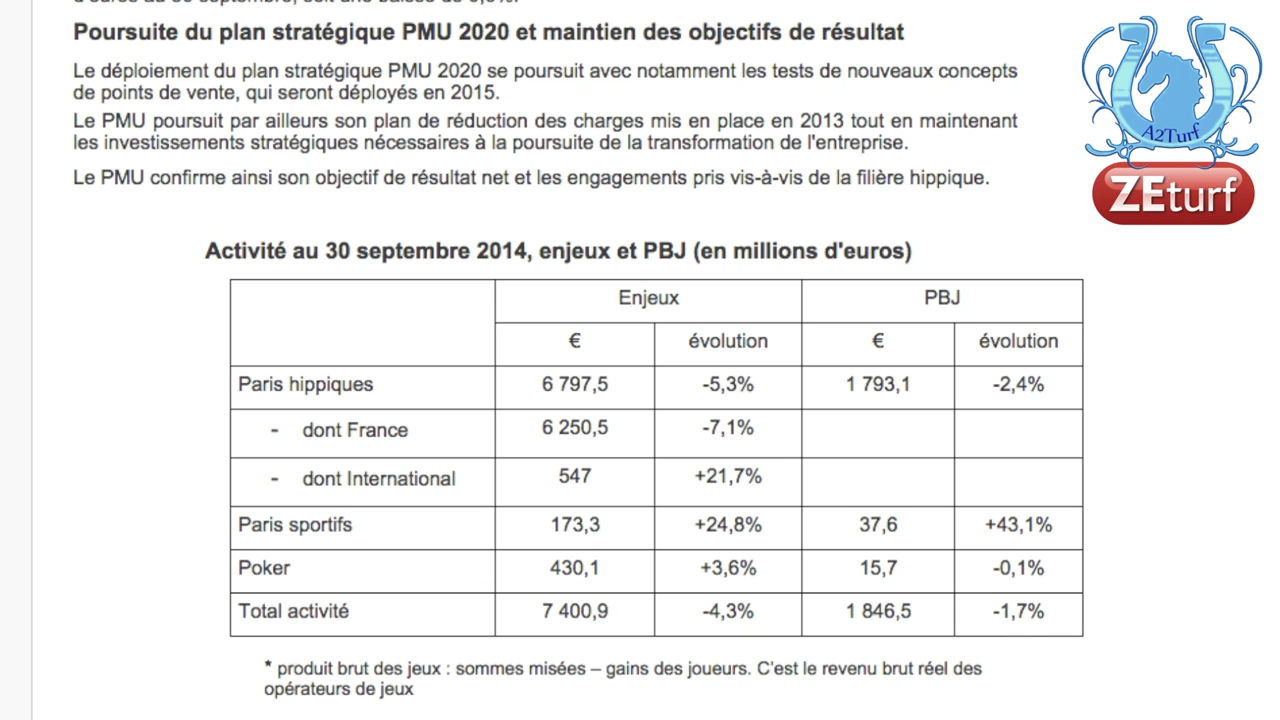 Poursuite du plan stratégique PMU 2020 et maintien des objectifs de résultat
Le déploiement du plan stratégique PMU 2020 se poursuit avec notamment les tests de nouveaux concepts
de points de vente, qui seront déployés en 2015.
Le PMU poursuit par ailleurs son plan de réduction des charges mis en place en 2013 tout en maintenant
les investissements stratégiques nécessaires à la poursuite de la transformation de l'entreprise.
Le PMU confirme ainsi son objectif de résultat net et les engagements pris vis-à-vis de la filière hippique.
A2Turf
ZEturf
Activité au 30 septembre 2014, enjeux et PBJ (en millions d'euros)
Enjeux PBJ
€ évolution € évolution
Paris hippiques 6 797,5 -5,3% 1 793,1 -2,4%
- dont France 6 250,5 -7,1%
- dont International 547 +21,7%
Paris sportifs 173,3 +24,8% 37,6 +43,1%
Poker 430,1 +3,6% 15,7 -0,1%
Total activité 7 400,9 -4,3% 1 846,5 -1,7%
* produit brut des jeux : sommes misées – gains des joueurs. C'est le revenu brut réel des
opérateurs de jeux